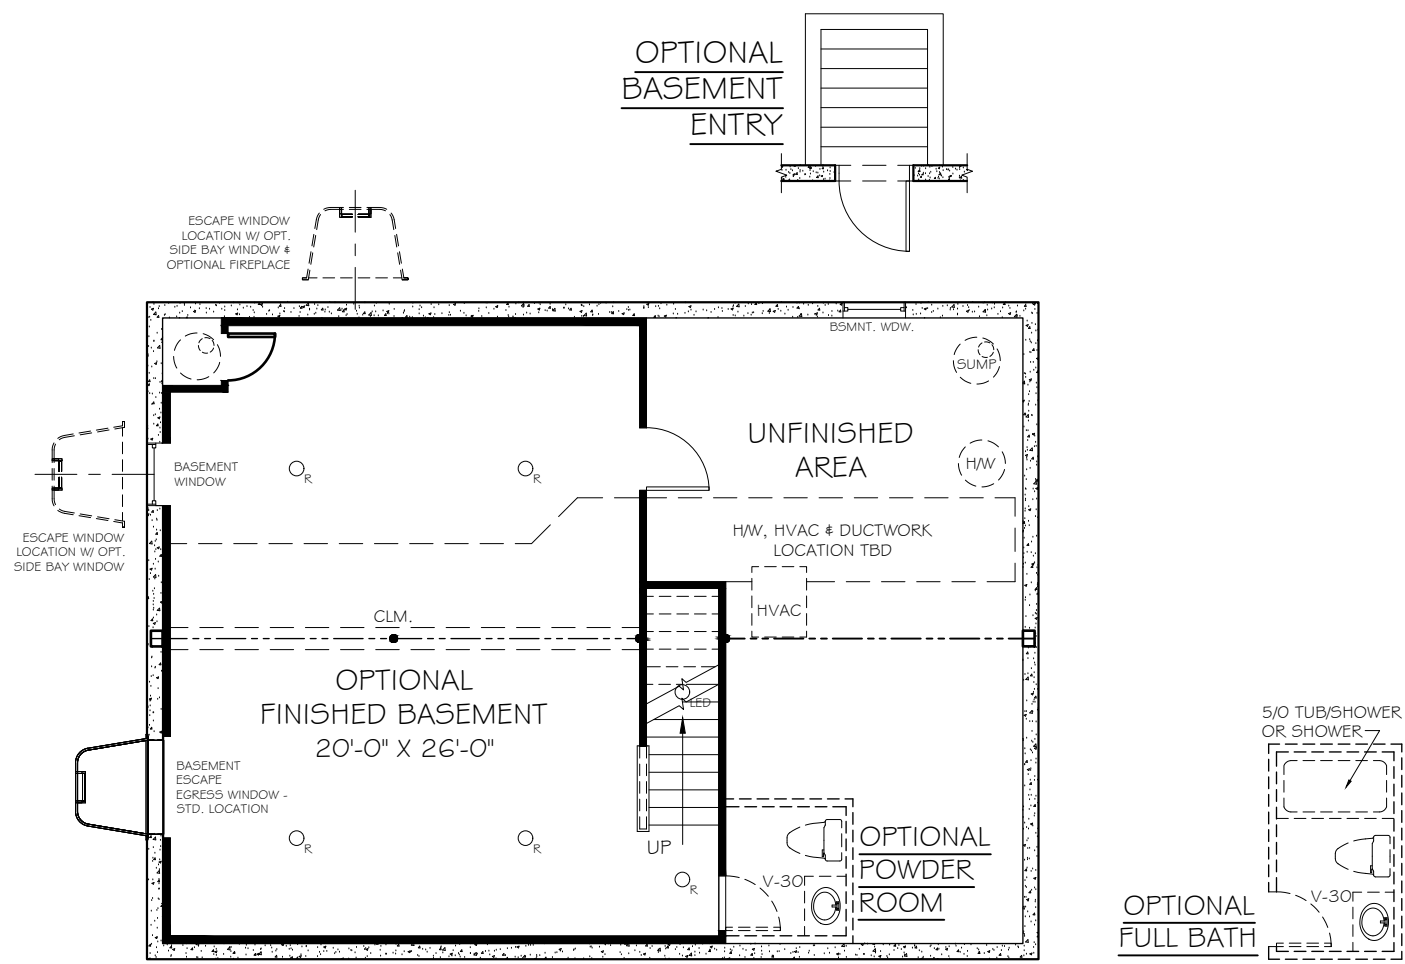 OPTIONAL
BASEMENT
ENTRY
ESCAPE WINDOW
LOCATION W/ OPT.
SIDE BAY WINDOW &
OPTIONAL FIREPLACE
BSMNT. WDW.
SUMP
UNFINISHED
AREA
H/W
BASEMENT
WINDOW
R
R
ESCAPE WINDOW
LOCATION W/ OPT.
SIDE BAY WINDOW
H/W, HVAC & DUCTWORK
LOCATION TBD
HVAC
CLM.
OPTIONAL
FINISHED BASEMENT
20'-0" X 26'-0"
LED
BASEMENT
ESCAPE
EGRESS WINDOW -
STD. LOCATION
R
R
UP
R
V-30
OPTIONAL
POWDER
ROOM
5/0 TUB/SHOWER
OR SHOWER
V-30
OPTIONAL
FULL BATH